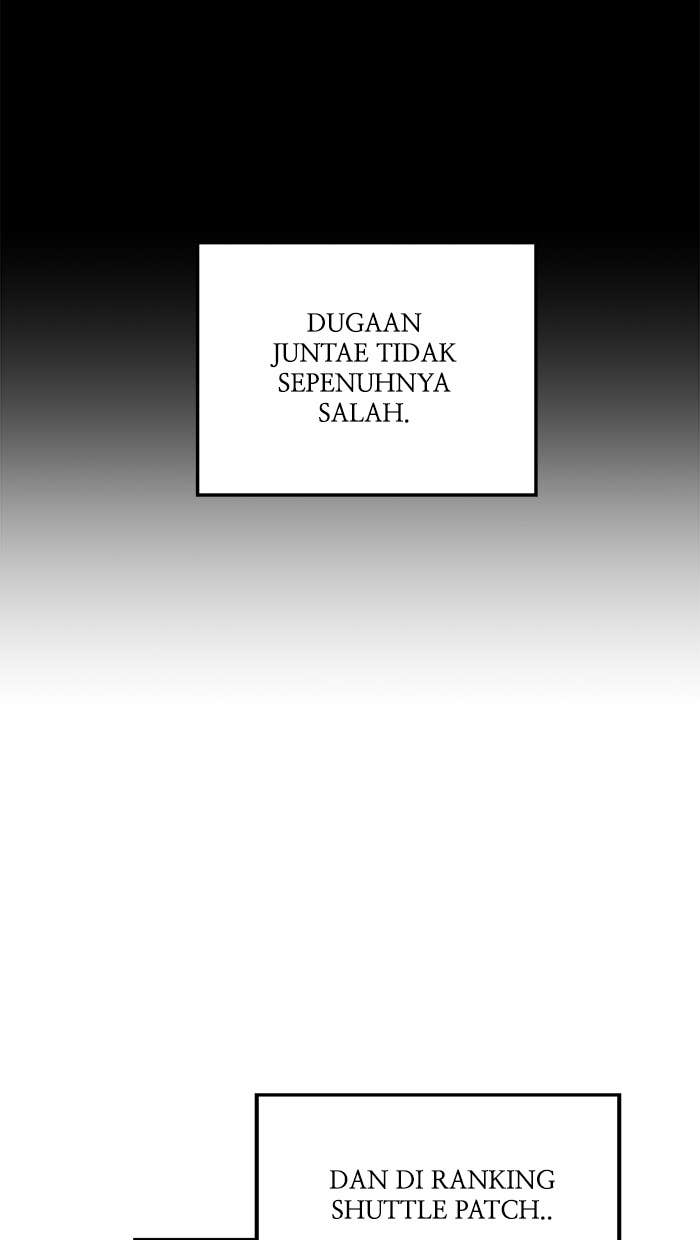 DUGAAN
JUNTAE TIDAK
SEPENUHNYA
SALAH.
DAN DI RANKING
SHUTTLE PATCH..